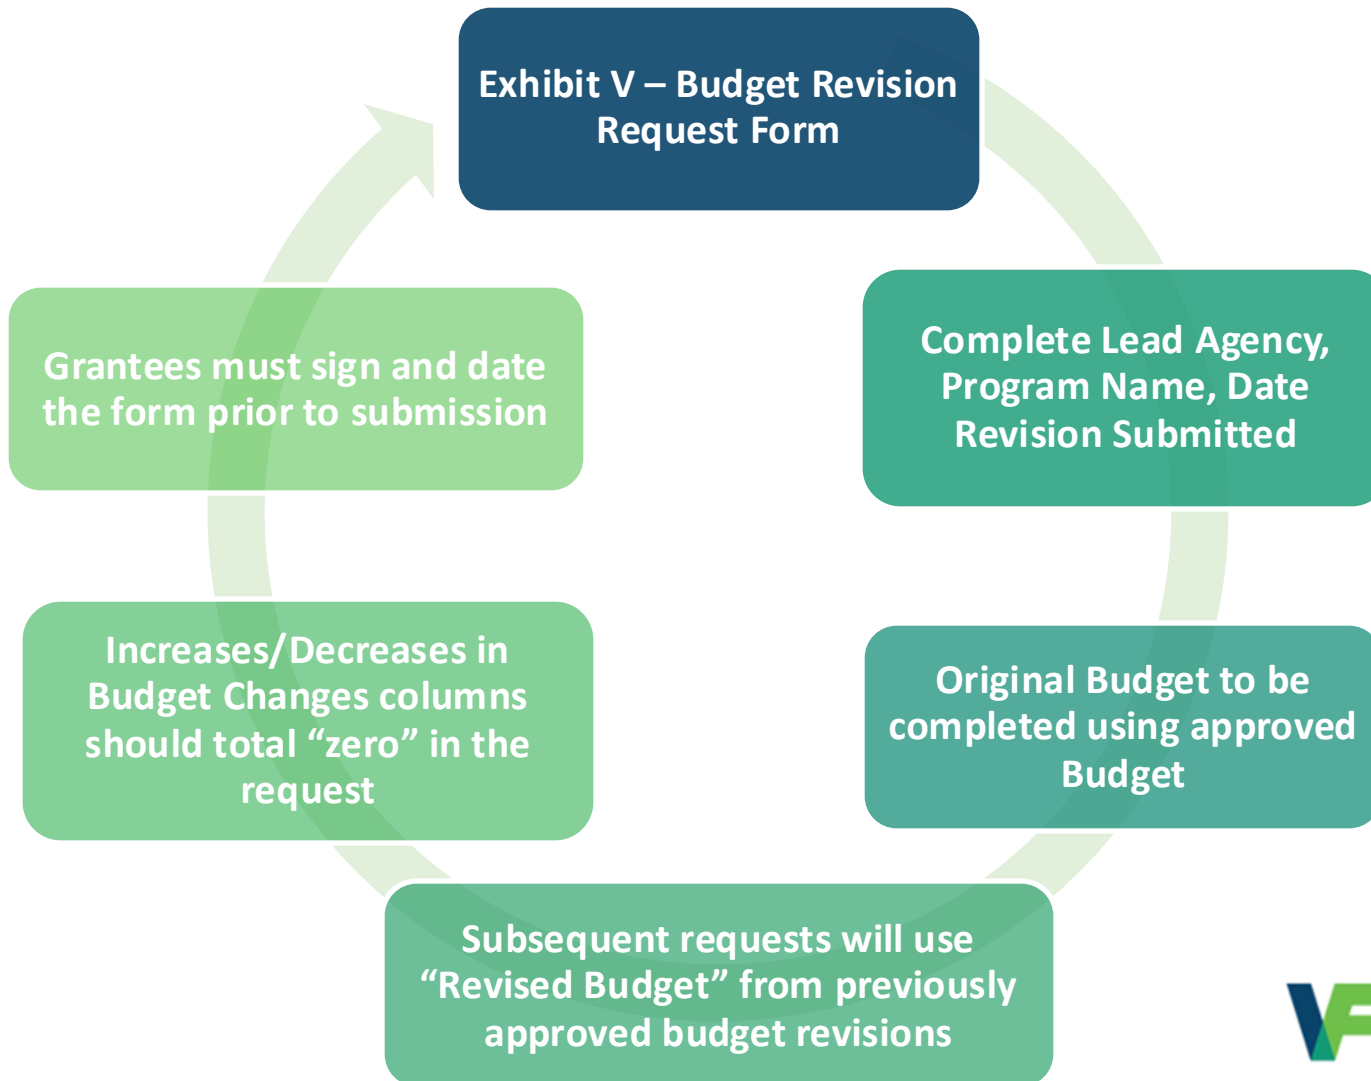 Exhibit V – Budget Revision
Request Form
Complete Lead Agency,
Program Name, Date
Revision Submitted
Original Budget to be
completed using approved
Budget
Subsequent requests will use
“Revised Budget” from previously
approved budget revisions
Increases/Decreases in
Budget Changes columns
should total “zero” in the
request
Grantees must sign and date
the form prior to submission